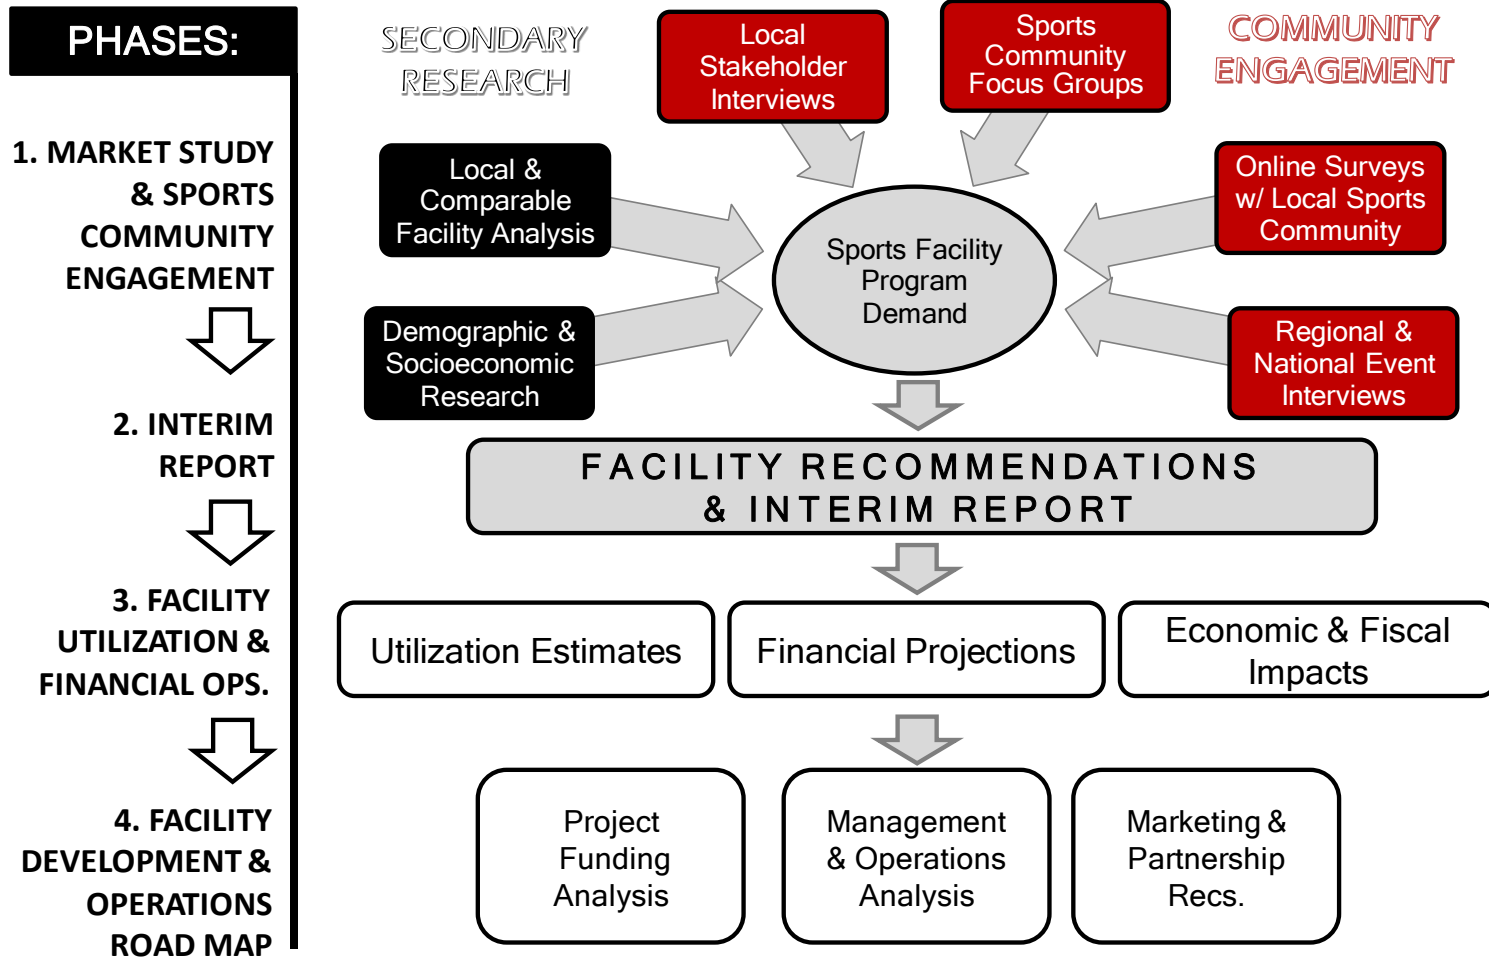 PHASES:
1. MARKET STUDY
& SPORTS
COMMUNITY
ENGAGEMENT
2. INTERIM
REPORT
3. FACILITY
UTILIZATION &
FINANCIAL OPS.
4. FACILITY
DEVELOPMENT &
OPERATIONS
ROAD MAP
SECONDARY
RESEARCH
Local
Stakeholder
Interviews
Sports
Community
Focus Groups
COMMUNITY
ENGAGEMENT
Local &
Comparable
Facility Analysis
Online Surveys
w/ Local Sports
Community
Sports Facility
Program
Demand
Demographic &
Socioeconomic
Research
Regional &
National Event
Interviews
FACILITY RECOMMENDATIONS
& INTERIM REPORT
Utilization Estimates
Financial Projections
Economic & Fiscal
Impacts
Project
Funding
Analysis
Management
& Operations
Analysis
Marketing &
Partnership
Recs.